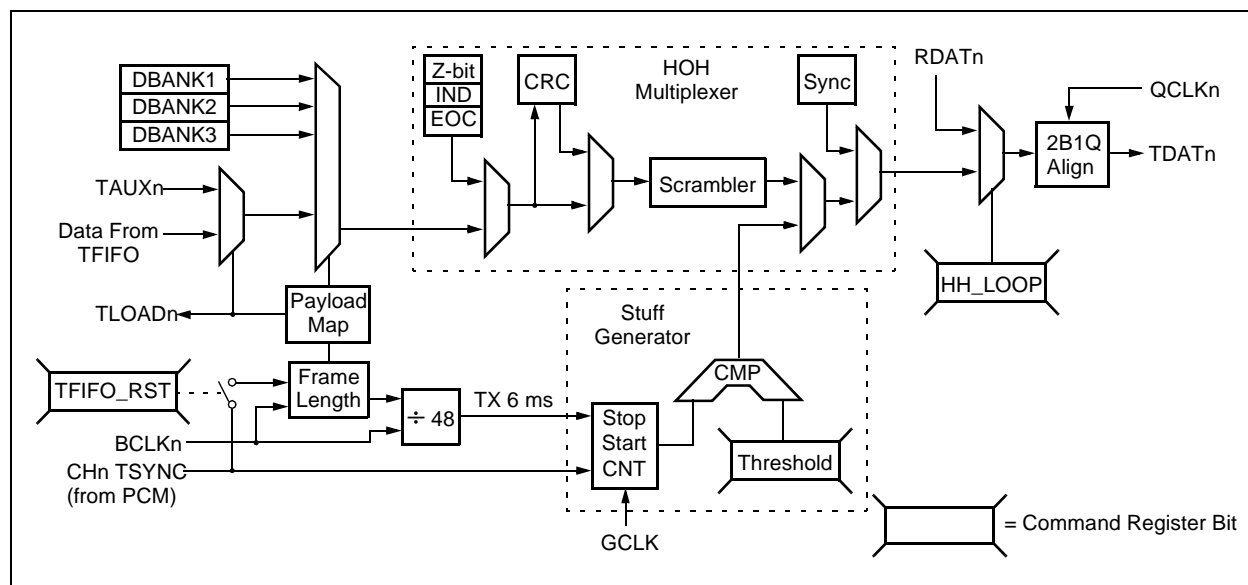 DBANK1
DBANK2
DBANK3
TAUXn
Data From
TFIFO
TLOADn
Payload
Map
TFIFO_RST
Frame
Length
BCLKn
CHn TSYNC
(from PCM)
÷ 48
TX 6 ms
Z-bit
IND
EOC
CRC
HOH
Multiplexer
Scrambler
Sync
RDATn
QCLKn
2B1Q
Align
TDATn
HH_LOOP
Stuff
Generator
CMP
Stop
Start
CNT
Threshold
GCLK
= Command Register Bit